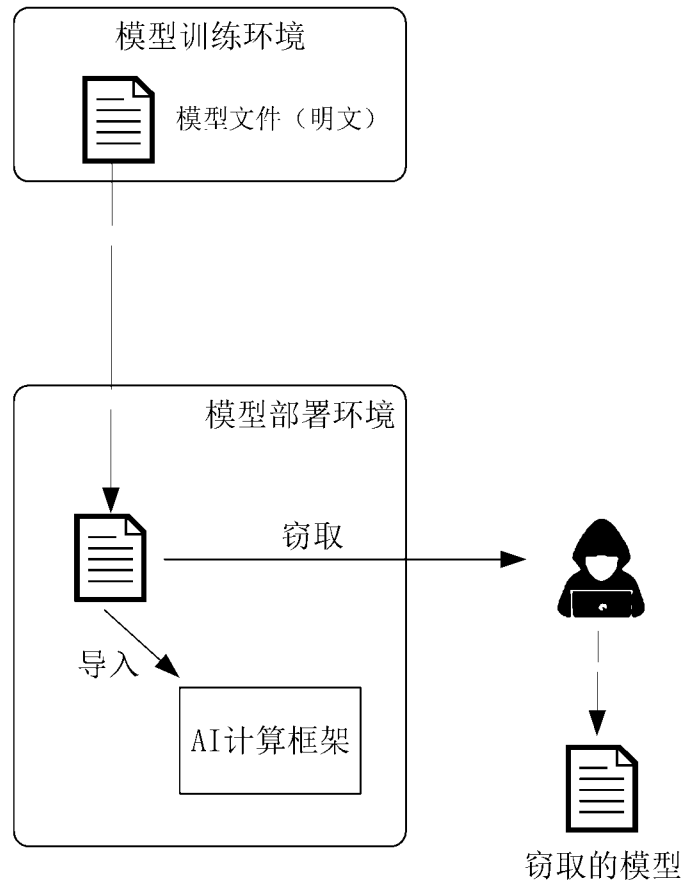 模型训练环境
模型文件（明文）
模型部署环境
窃取
导入
AI计算框架
窃取的模型